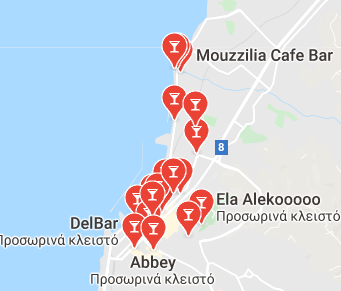 Mouzzilia Cafe Bar
8
Ela Alekooooo
Προσωρινά κλειστό
DelBar
Προσωρινά κλειστό
Abbey
Προσωρινά κλειστό